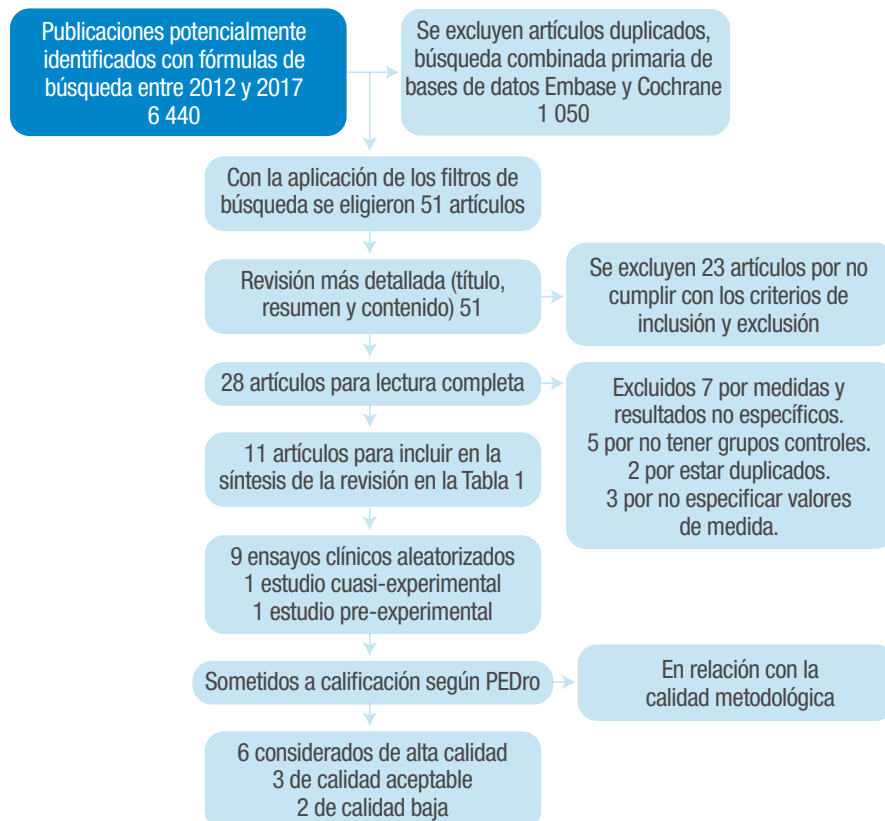 Publicaciones potencialmente
identificados con fórmulas de
búsqueda entre 2012 y 2017
6 440
Se excluyen artículos duplicados,
búsqueda combinada primaria de
bases de datos Embase y Cochrane
1 050
Con la aplicación de los filtros de
búsqueda se eligieron 51 artículos
Revisión más detallada (título,
resumen y contenido) 51
Se excluyen 23 artículos por no
cumplir con los criterios de
inclusión y exclusión
28 artículos para lectura completa
Excluidos 7 por medidas y
resultados no específicos.
5 por no tener grupos controles.
2 por estar duplicados.
3 por no especificar valores
de medida.
11 artículos para incluir en la
síntesis de la revisión en la Tabla 1
9 ensayos clínicos aleatorizados
1 estudio cuasi-experimental
1 estudio pre-experimental
Sometidos a calificación según PEDro
En relación con la
calidad metodológica
6 considerados de alta calidad
3 de calidad aceptable
2 de calidad baja